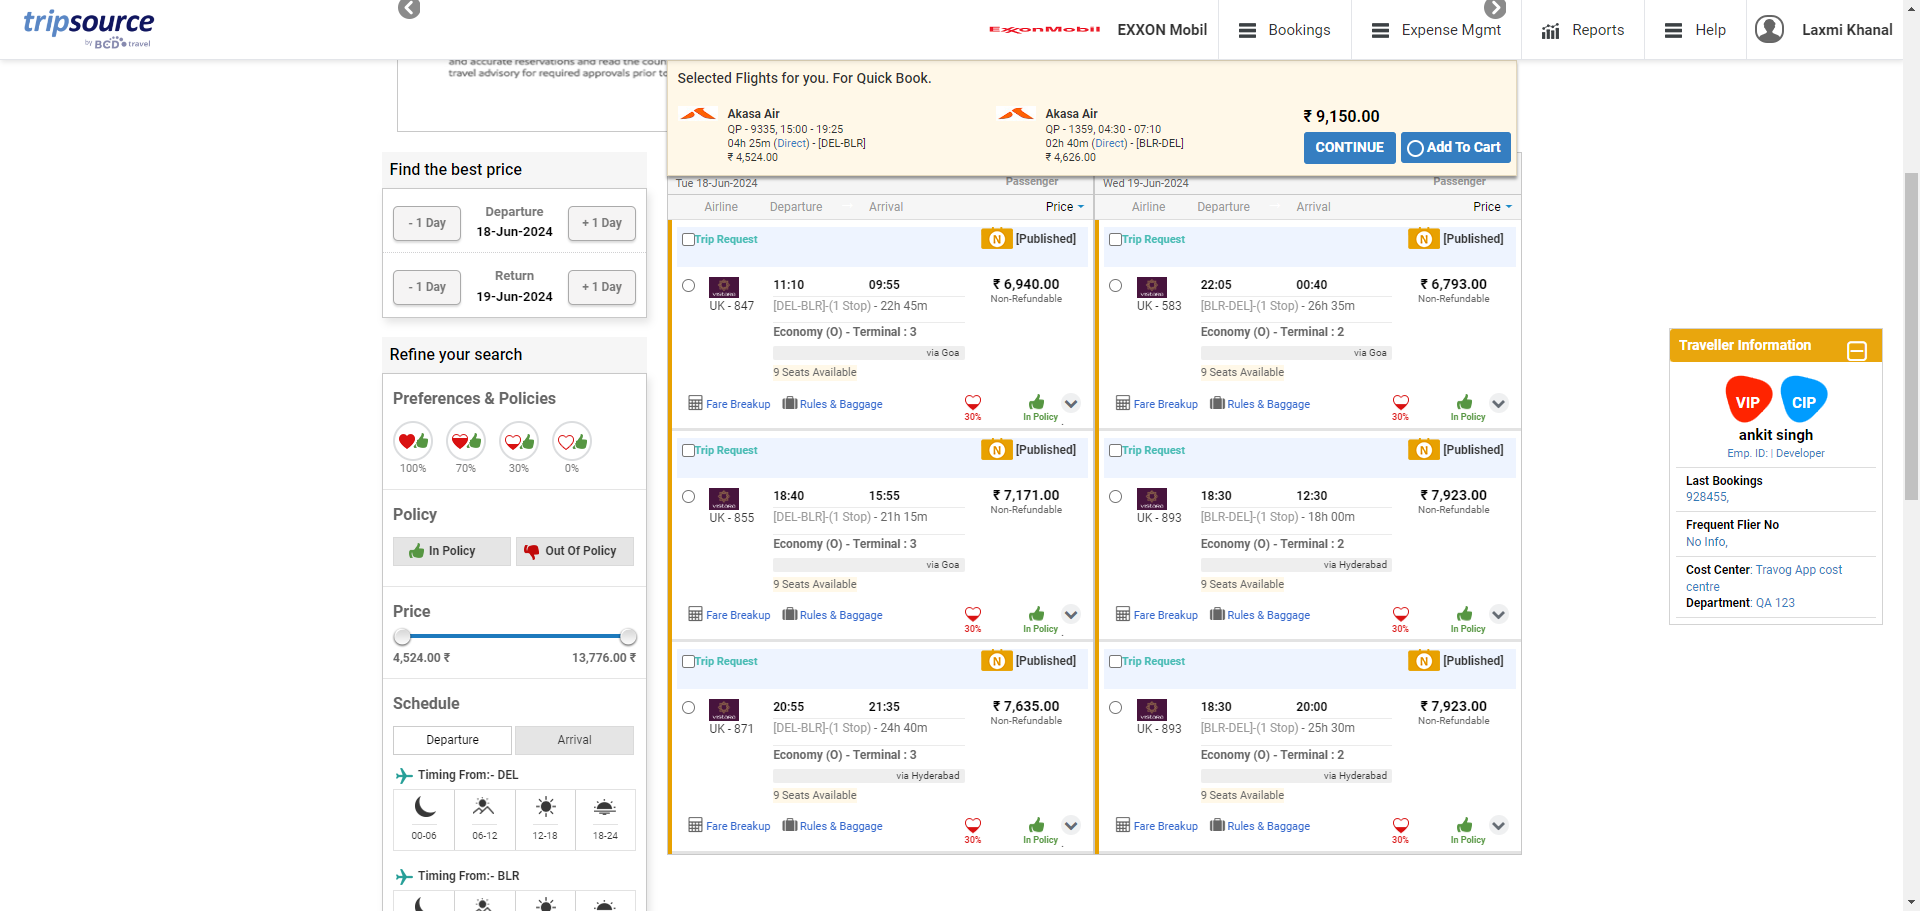 tripsource
by BCD travel
ExxonMobil
EXXON Mobil
Bookings
Expense Mgmt
Reports
Help
Laxmi Khanal
and accurate reservations and read the coun
travel advisory for required approvals prior to
Selected Flights for you. For Quick Book.
Akasa Air
QP - 9335, 15:00 - 19:25
04h 25m (Direct) - [DEL-BLR]
₹ 4,524.00
Akasa Air
QP - 1359, 04:30 - 07:10
02h 40m (Direct) - [BLR-DEL]
₹ 4,626.00
₹ 9,150.00
CONTINUE
Add To Cart
Find the best price
- 1 Day
Departure
18-Jun-2024
+ 1 Day
- 1 Day
Return
19-Jun-2024
+ 1 Day
Refine your search
Preferences & Policies
100%
70%
30%
0%
Policy
In Policy
Out Of Policy
Price
4,524.00 ₹
13,776.00 ₹
Schedule
Departure
Arrival
Timing From:- DEL
00-06
06-12
12-18
18-24
Timing From:- BLR
Tue 18-Jun-2024
Passenger
Airline
Departure
Arrival
Price
Trip Request
N
[Published]
11:10
09:55
₹ 6,940.00
Non-Refundable
UK - 847
[DEL-BLR]-(1 Stop) - 22h 45m
Economy (O) - Terminal : 3
via Goa
9 Seats Available
Fare Breakup
Rules & Baggage
30%
In Policy
Trip Request
N
[Published]
18:40
15:55
₹ 7,171.00
Non-Refundable
UK - 855
[DEL-BLR]-(1 Stop) - 21h 15m
Economy (O) - Terminal : 3
via Goa
9 Seats Available
Fare Breakup
Rules & Baggage
30%
In Policy
Trip Request
N
[Published]
20:55
21:35
₹ 7,635.00
Non-Refundable
UK - 871
[DEL-BLR]-(1 Stop) - 24h 40m
Economy (O) - Terminal : 3
via Hyderabad
9 Seats Available
Fare Breakup
Rules & Baggage
30%
In Policy
Wed 19-Jun-2024
Passenger
Airline
Departure
Arrival
Price
Trip Request
N
[Published]
22:05
00:40
₹ 6,793.00
Non-Refundable
UK - 583
[BLR-DEL]-(1 Stop) - 26h 35m
Economy (O) - Terminal : 2
via Goa
9 Seats Available
Fare Breakup
Rules & Baggage
30%
In Policy
Trip Request
N
[Published]
18:30
12:30
₹ 7,923.00
Non-Refundable
UK - 893
[BLR-DEL]-(1 Stop) - 18h 00m
Economy (O) - Terminal : 2
via Hyderabad
9 Seats Available
Fare Breakup
Rules & Baggage
30%
In Policy
Trip Request
N
[Published]
18:30
20:00
₹ 7,923.00
Non-Refundable
UK - 893
[BLR-DEL]-(1 Stop) - 25h 30m
Economy (O) - Terminal : 2
via Hyderabad
9 Seats Available
Fare Breakup
Rules & Baggage
30%
In Policy
Traveller Information
VIP
CIP
ankit singh
Emp. ID: | Developer
Last Bookings
928455,
Frequent Flier No
No Info,
Cost Center: Travog App cost
centre
Department: QA 123